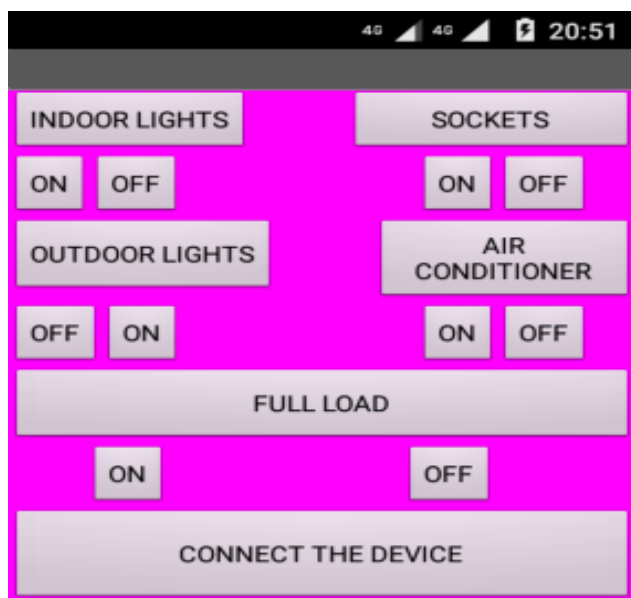 4G 4G 20:51
INDOOR LIGHTS SOCKETS
ON OFF ON OFF
OUTDOOR LIGHTS AIR
CONDITIONER
OFF ON ON OFF
FULL LOAD
ON OFF
CONNECT THE DEVICE